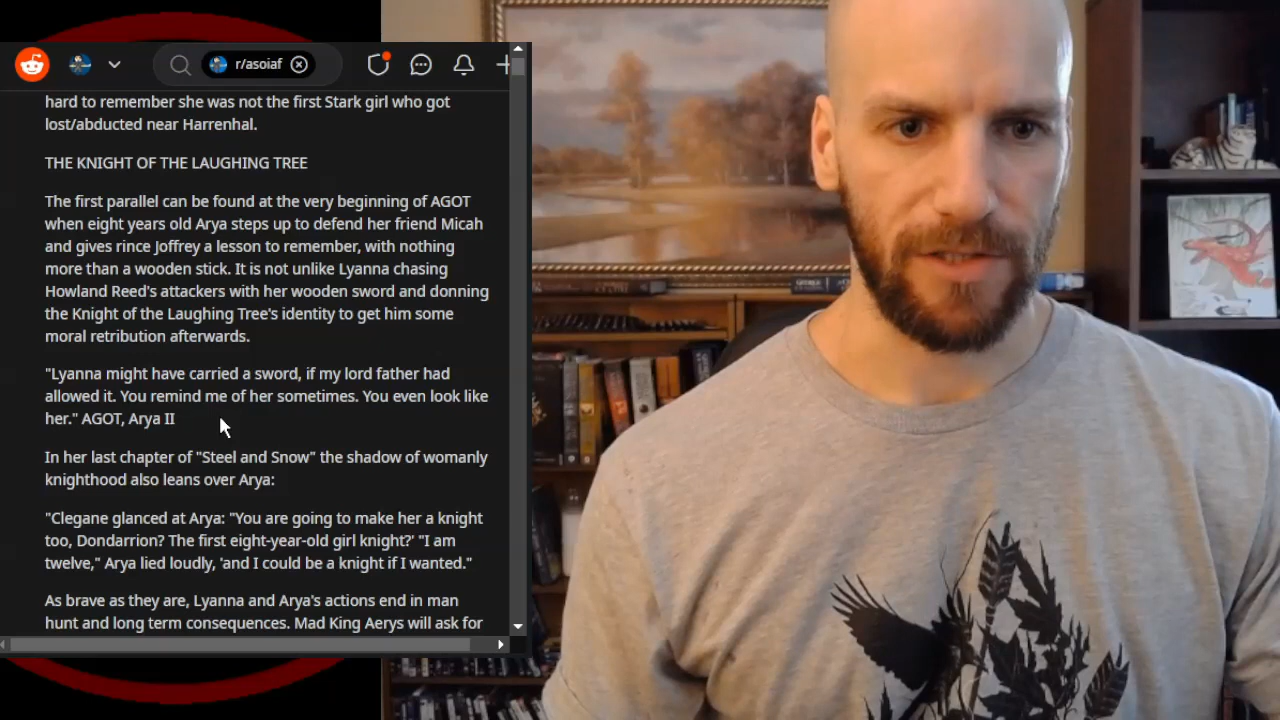 r/asoiaf
hard to remember she was not the first Stark girl who got
lost/abducted near Harrenhal.
THE KNIGHT OF THE LAUGHING TREE
The first parallel can be found at the very beginning of AGOT
when eight years old Arya steps up to defend her friend Micah
and gives rince Joffrey a lesson to remember, with nothing
more than a wooden stick. It is not unlike Lyanna chasing
Howland Reed's attackers with her wooden sword and donning
the Knight of the Laughing Tree's identity to get him some
moral retribution afterwards.
"Lyanna might have carried a sword, if my lord father had
allowed it. You remind me of her sometimes. You even look like
her." AGOT, Arya II
In her last chapter of "Steel and Snow" the shadow of womanly
knighthood also leans over Arya:
"Clegane glanced at Arya: "You are going to make her a knight
too, Dondarrion? The first eight-year-old girl knight?' "I am
twelve," Arya lied loudly, 'and I could be a knight if I wanted."
As brave as they are, Lyanna and Arya's actions end in man
hunt and long term consequences. Mad King Aerys will ask for